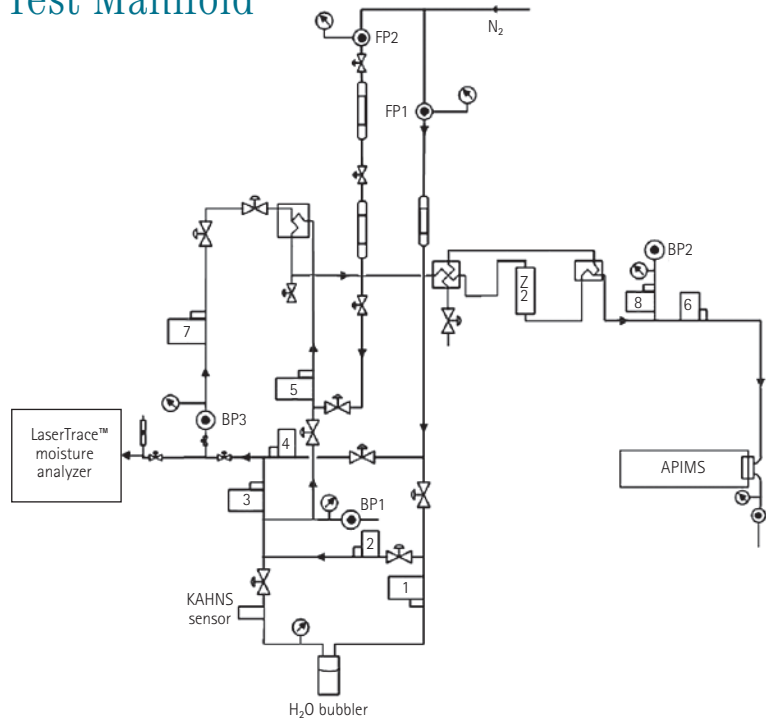 Test Manifold
N₂
FP2
FP1
BP2
Z
2
8
6
7
5
BP3
4
LaserTrace™
moisture
analyzer
APIMS
3
BP1
2
1
KAHNS
sensor
H₂O bubbler